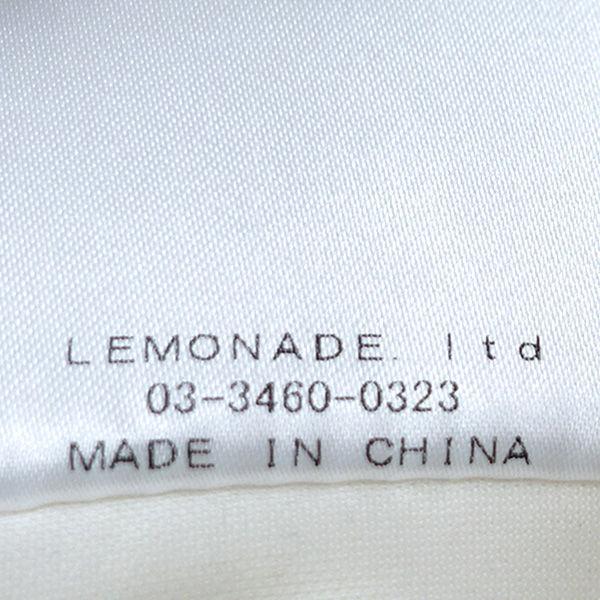 LEMONADE. ltd
03-3460-0323
MADE IN CHINA